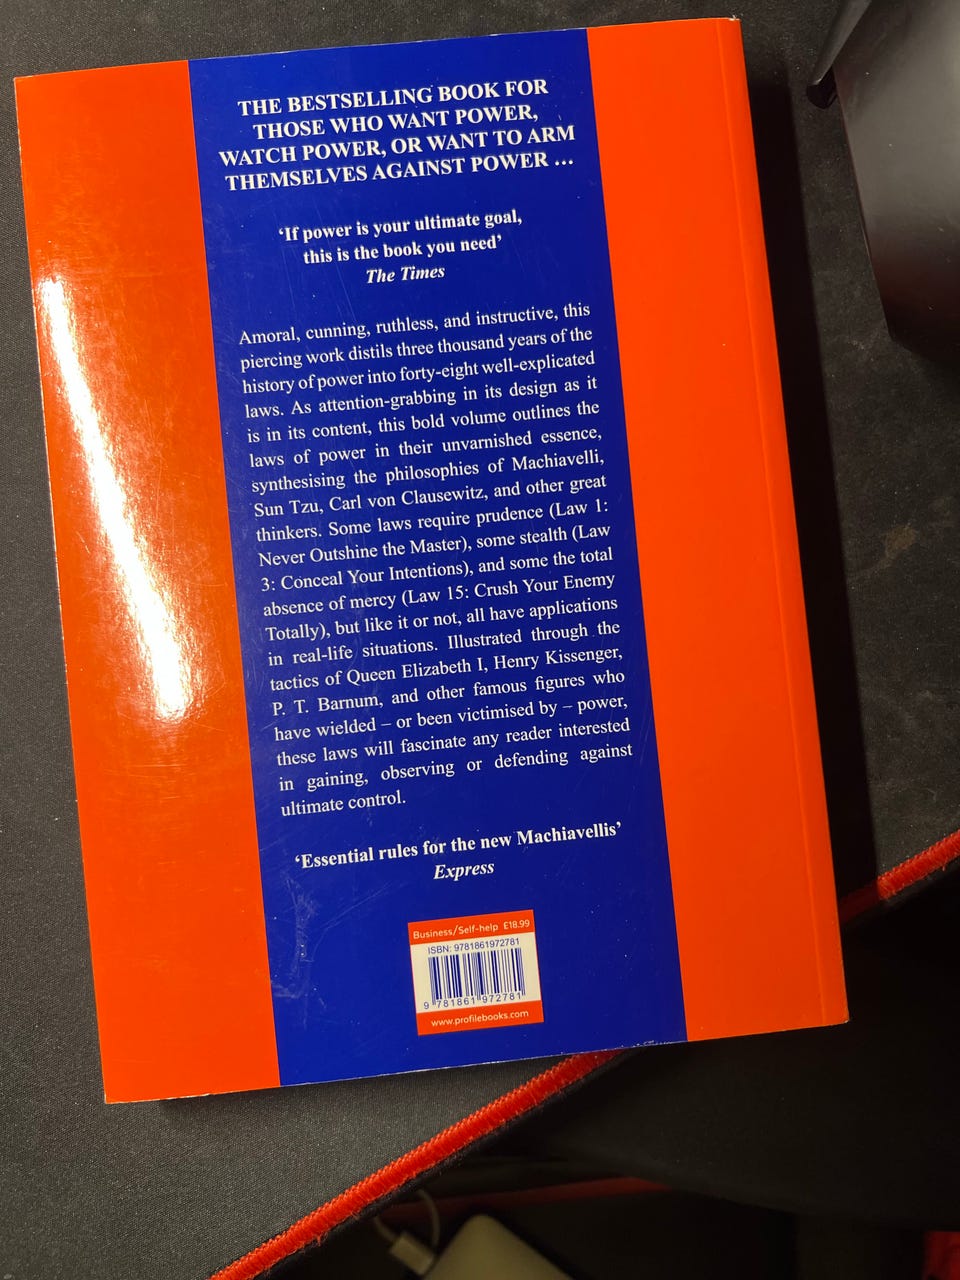 THE BESTSELLING BOOK FOR
THOSE WHO WANT POWER,
WATCH POWER, OR WANT TO ARM
THEMSELVES AGAINST POWER ...
‘If power is your ultimate goal,
this is the book you need’
The Times
Amoral, cunning, ruthless, and instructive, this
piercing work distils three thousand years of the
history of power into forty-eight well-explicated
laws. As attention-grabbing in its design as it
is in its content, this bold volume outlines the
laws of power in their unvarnished essence,
synthesising the philosophies of Machiavelli,
Sun Tzu, Carl von Clausewitz, and other great
thinkers. Some laws require prudence (Law 1:
Never Outshine the Master), some stealth (Law
3: Conceal Your Intentions), and some the total
absence of mercy (Law 15: Crush Your Enemy
Totally), but like it or not, all have applications
in real-life situations. Illustrated through the
tactics of Queen Elizabeth I, Henry Kissenger,
P. T. Barnum, and other famous figures who
have wielded – or been victimised by – power,
these laws will fascinate any reader interested
in gaining, observing or defending against
ultimate control.
‘Essential rules for the new Machiavellis’
Express
Business/Self-help £18.99
ISBN: 9781861972781
9 781861 972781
www.profilebooks.com